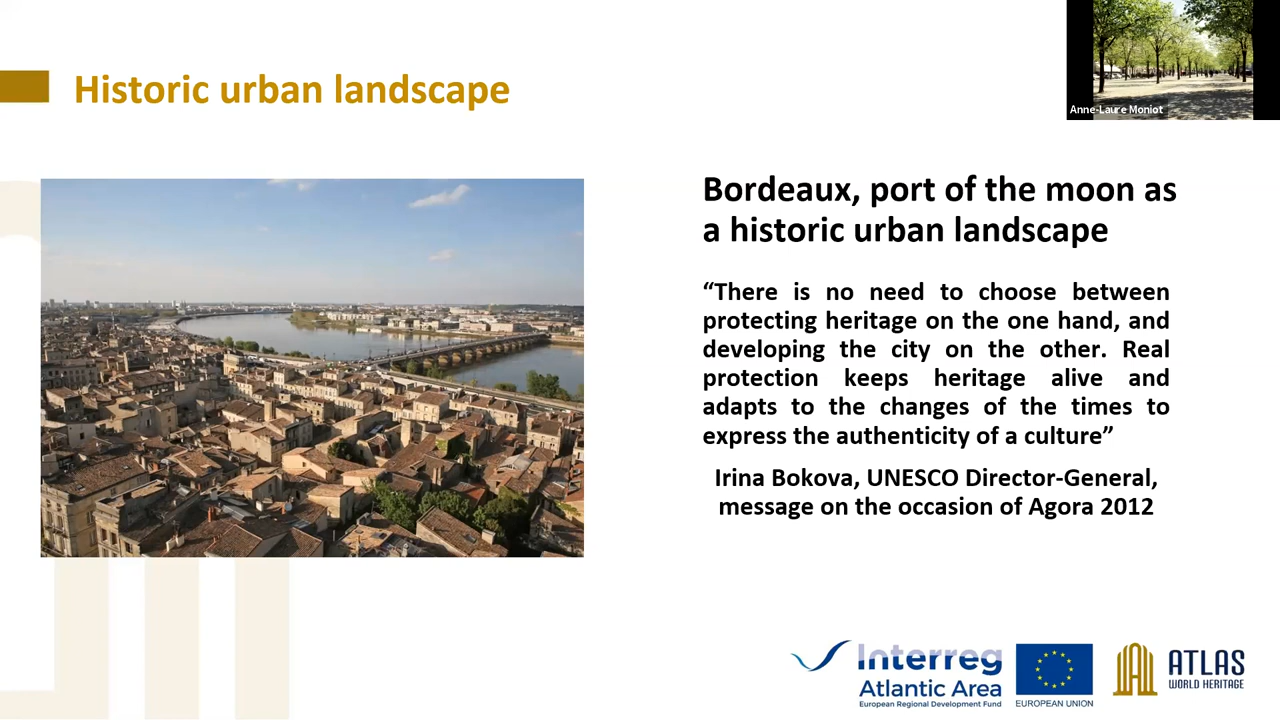 Historic urban landscape
Anne-Laure Moniot
Bordeaux, port of the moon as
a historic urban landscape
“There is no need to choose between
protecting heritage on the one hand, and
developing the city on the other. Real
protection keeps heritage alive and
adapts to the changes of the times to
express the authenticity of a culture”
Irina Bokova, UNESCO Director-General,
message on the occasion of Agora 2012
Interreg
Atlantic Area
European Regional Development Fund
EUROPEAN UNION
ATLAS
WORLD HERITAGE